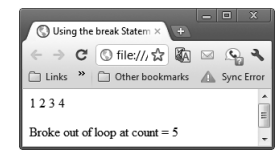 Using the break Statem
file:///
Links » Other bookmarks Sync Error
1 2 3 4
Broke out of loop at count = 5